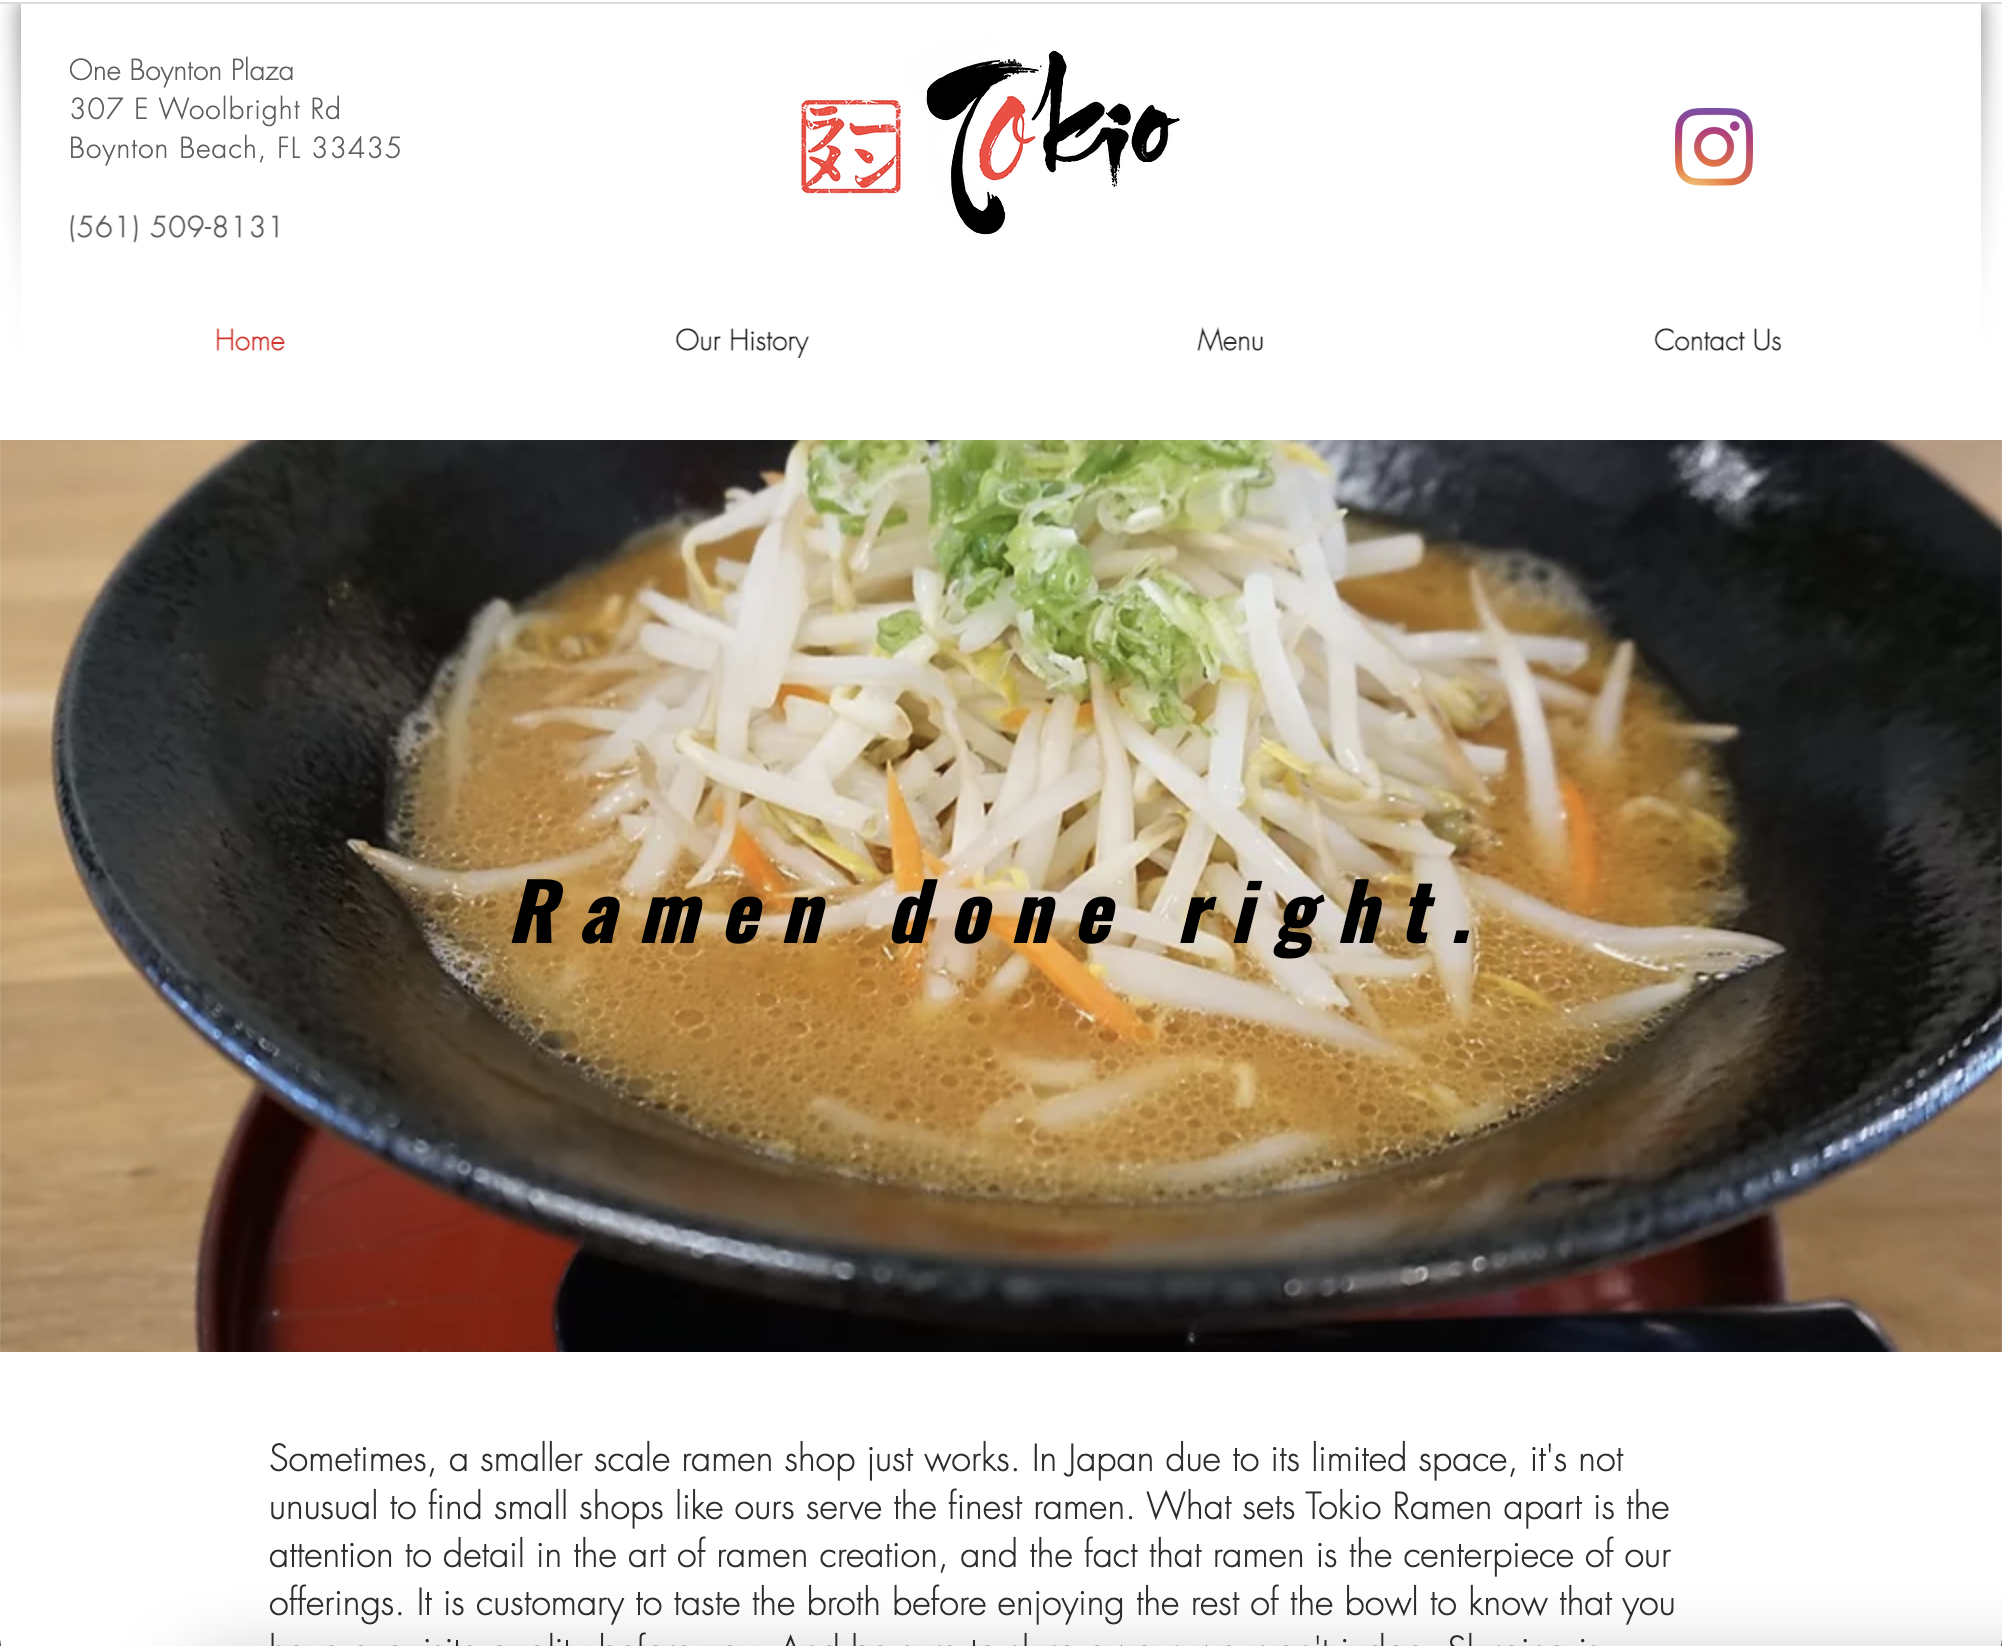 One Boynton Plaza
307 E Woolbright Rd
Boynton Beach, FL 33435
(561) 509-8131
ラーメン
Tokio
Home
Our History
Menu
Contact Us
Ramen done right.
Sometimes, a smaller scale ramen shop just works. In Japan due to its limited space, it's not
unusual to find small shops like ours serve the finest ramen. What sets Tokio Ramen apart is the
attention to detail in the art of ramen creation, and the fact that ramen is the centerpiece of our
offerings. It is customary to taste the broth before enjoying the rest of the bowl to know that you